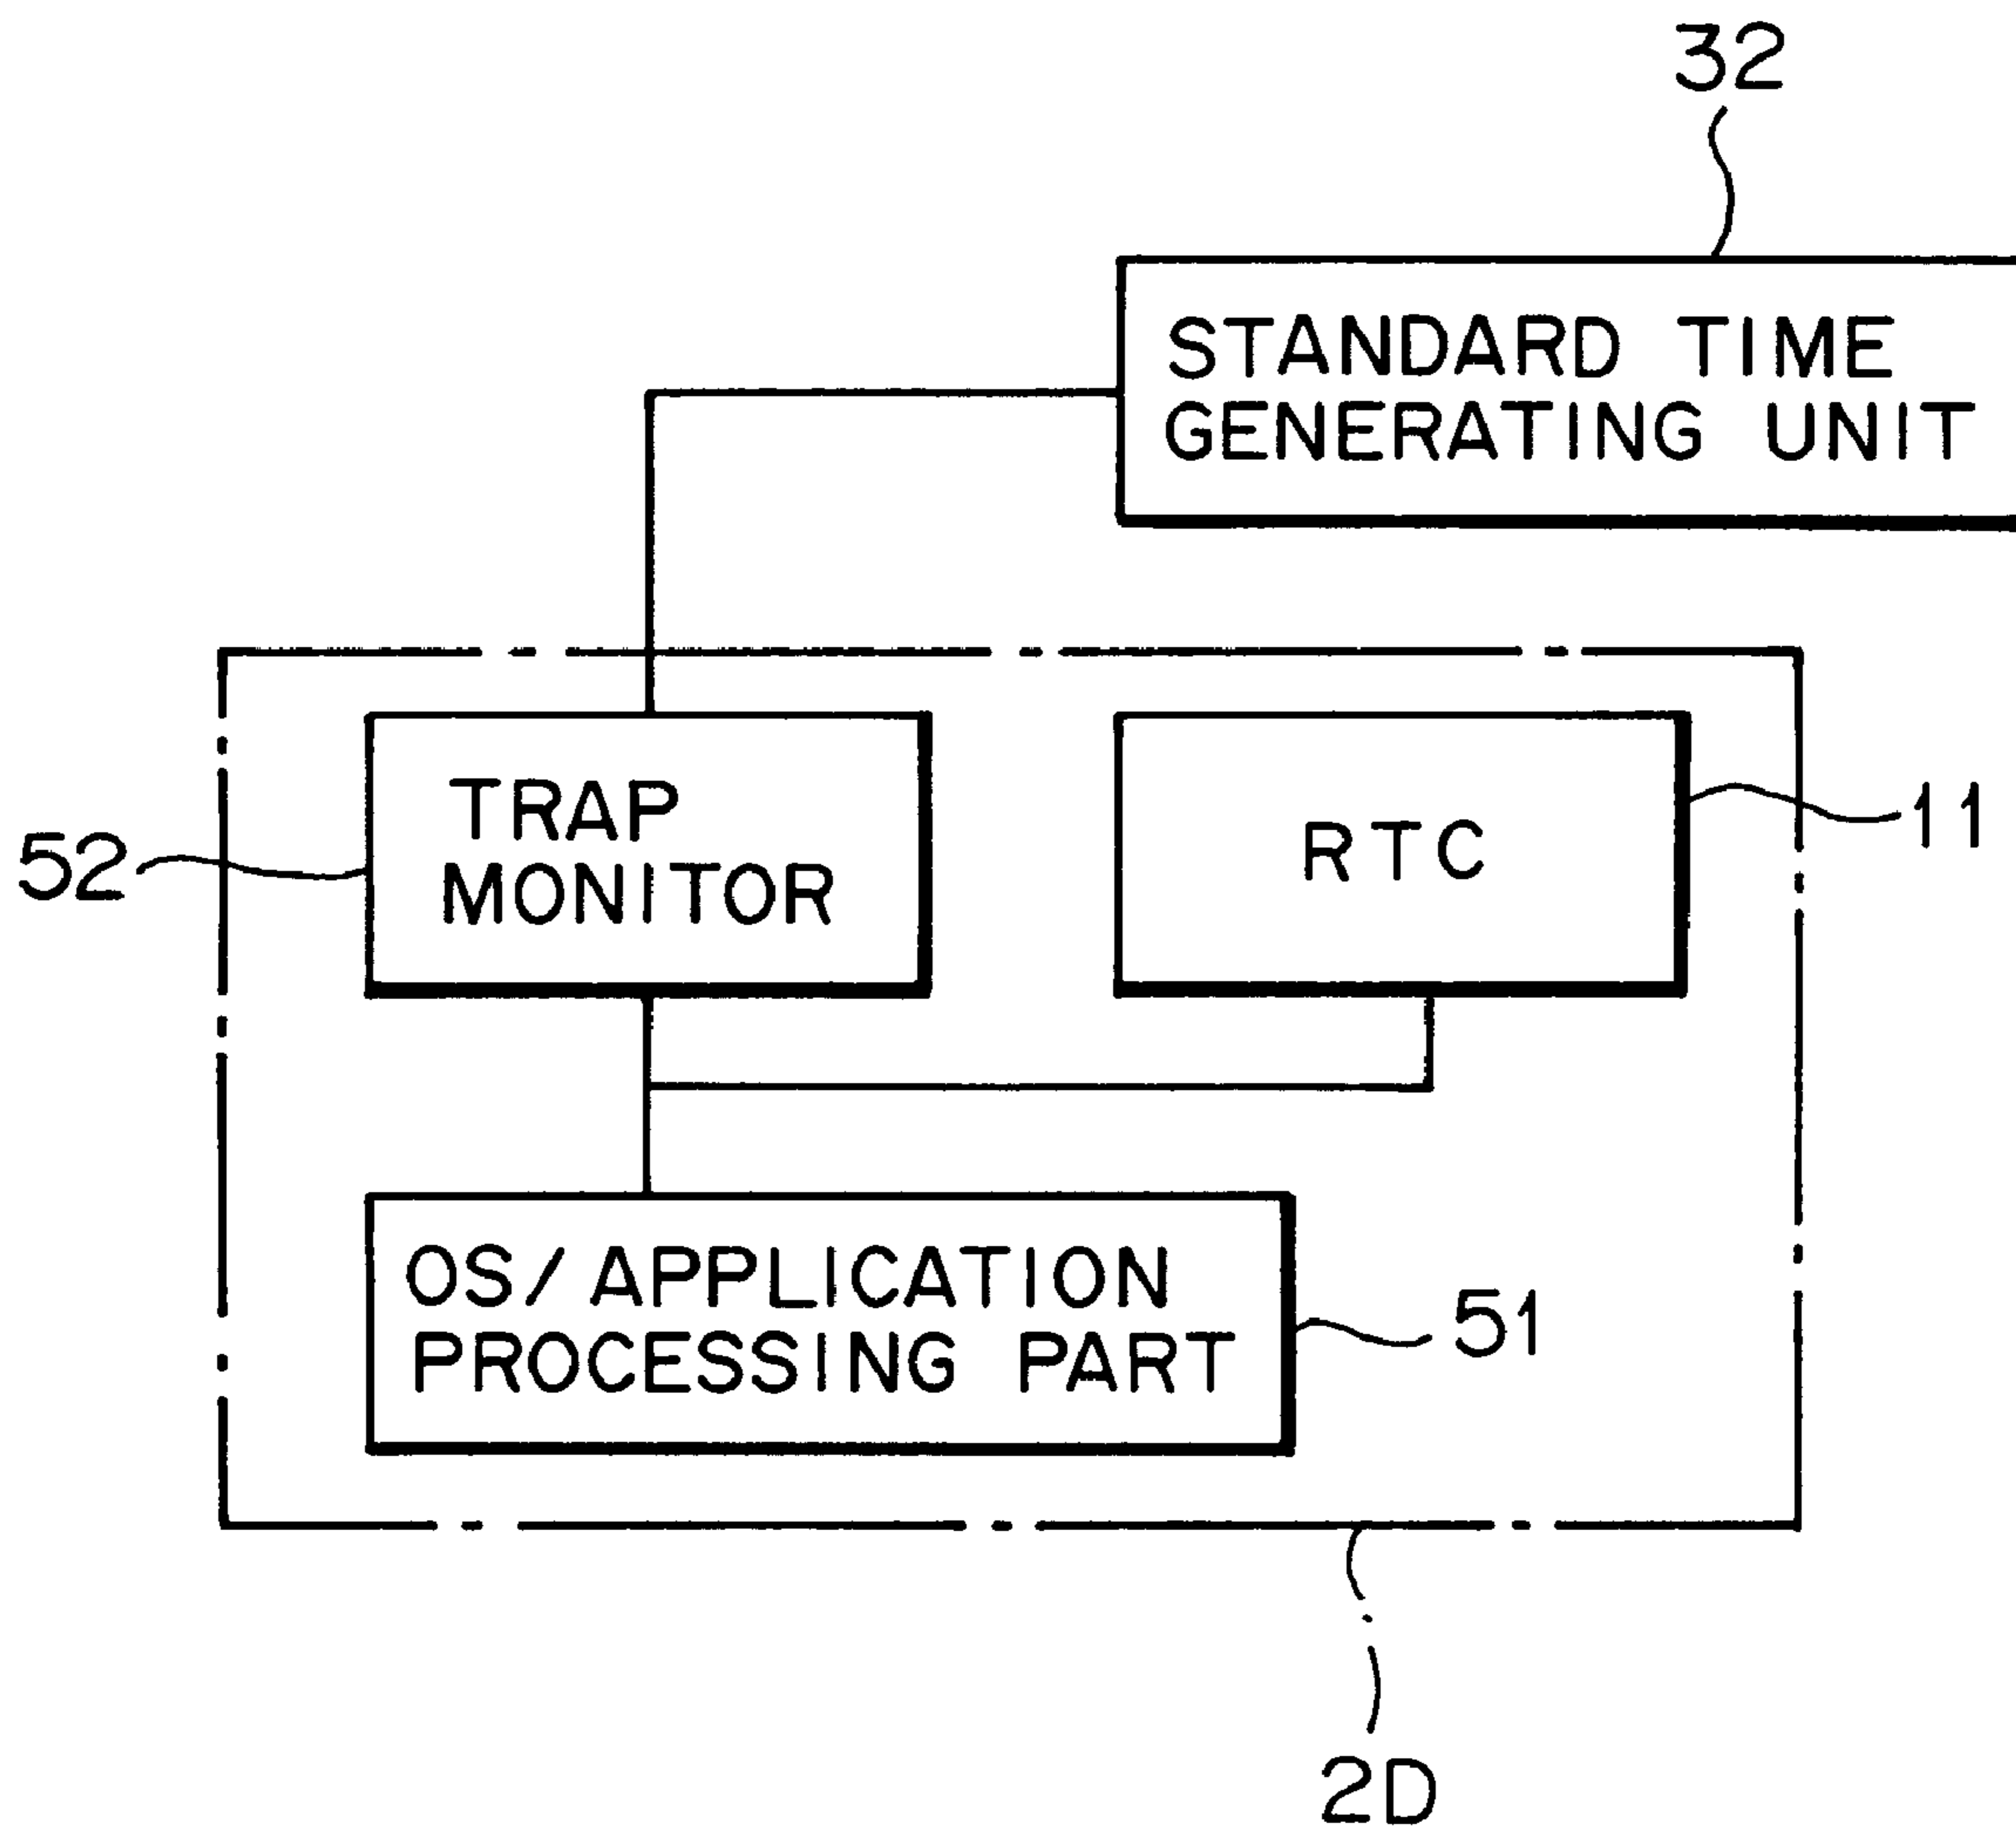 32
STANDARD TIME
GENERATING UNIT
TRAP
MONITOR
52
RTC
11
OS/APPLICATION
PROCESSING PART
51
2D